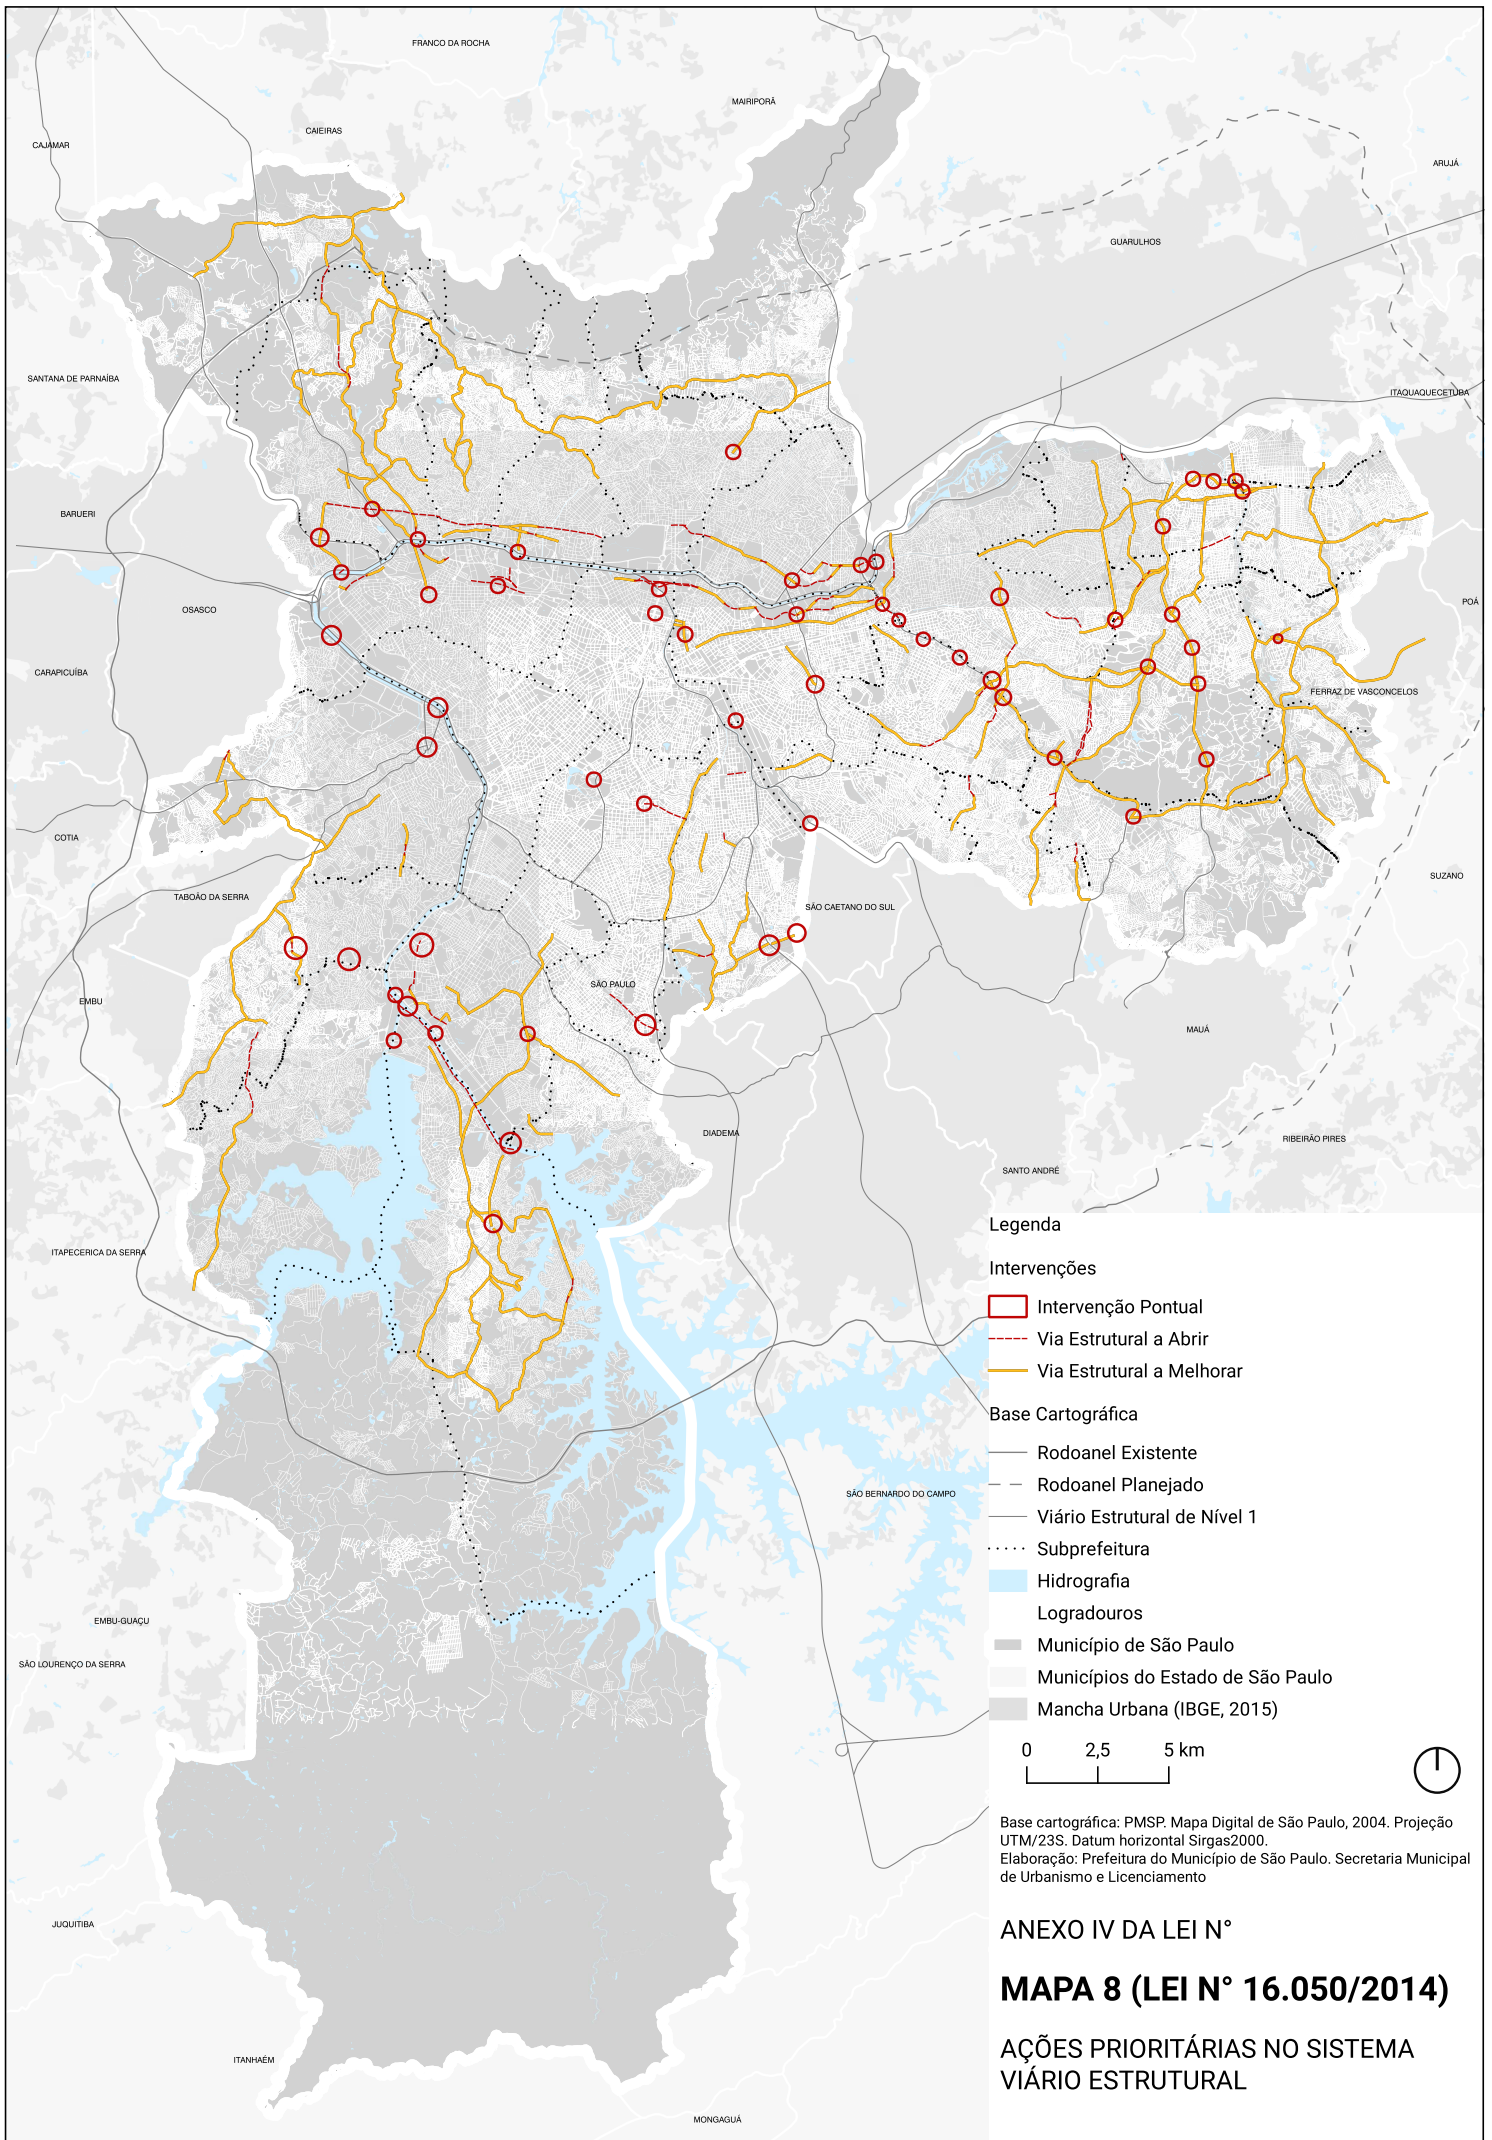 FRANCO DA ROCHA
MAIRIPORÃ
CAIEIRAS
CAJAMAR
ARUJÁ
GUARULHOS
SANTANA DE PARNAÍBA
ITAQUAQUECETUBA
BARUERI
OSASCO
POÁ
CARAPICUÍBA
FERRAZ DE VASCONCELOS
COTIA
SUZANO
TABOÃO DA SERRA
SÃO CAETANO DO SUL
SÃO PAULO
EMBU
MAUÁ
DIADEMA
RIBEIRÃO PIRES
SANTO ANDRÉ
ITAPECERICA DA SERRA
SÃO BERNARDO DO CAMPO
EMBU-GUAÇU
SÃO LOURENÇO DA SERRA
JUQUITIBA
ITANHAÉM
MONGAGUÁ
Legenda
Intervenções
Intervenção Pontual
Via Estrutural a Abrir
Via Estrutural a Melhorar
Base Cartográfica
Rodoanel Existente
Rodoanel Planejado
Viário Estrutural de Nível 1
Subprefeitura
Hidrografia
Logradouros
Município de São Paulo
Municípios do Estado de São Paulo
Mancha Urbana (IBGE, 2015)
0 2,5 5 km
Base cartográfica: PMSP. Mapa Digital de São Paulo, 2004. Projeção
UTM/23S. Datum horizontal Sirgas2000.
Elaboração: Prefeitura do Município de São Paulo. Secretaria Municipal
de Urbanismo e Licenciamento
ANEXO IV DA LEI N°
MAPA 8 (LEI N° 16.050/2014)
AÇÕES PRIORITÁRIAS NO SISTEMA
VIÁRIO ESTRUTURAL